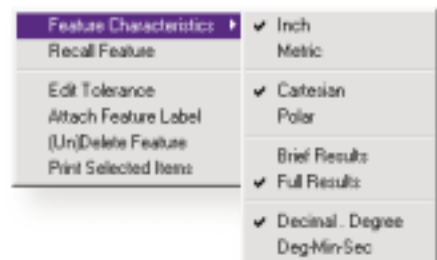 Feature Characteristics
Recall Feature
Edit Tolerance
Attach Feature Label
(Un)Delete Feature
Print Selected Items
Inch
Metric
Cartesian
Polar
Brief Results
Full Results
Decimal . Degree
Deg-Min-Sec